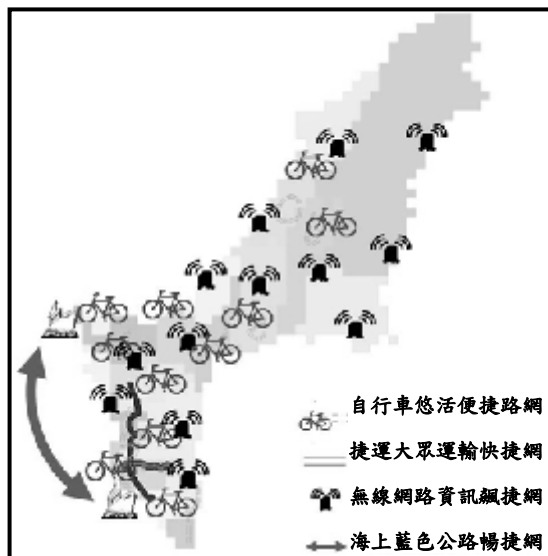 自行車悠活便捷路網
捷運大眾運輸快捷網
無線網路資訊飆捷網
海上藍色公路暢捷網